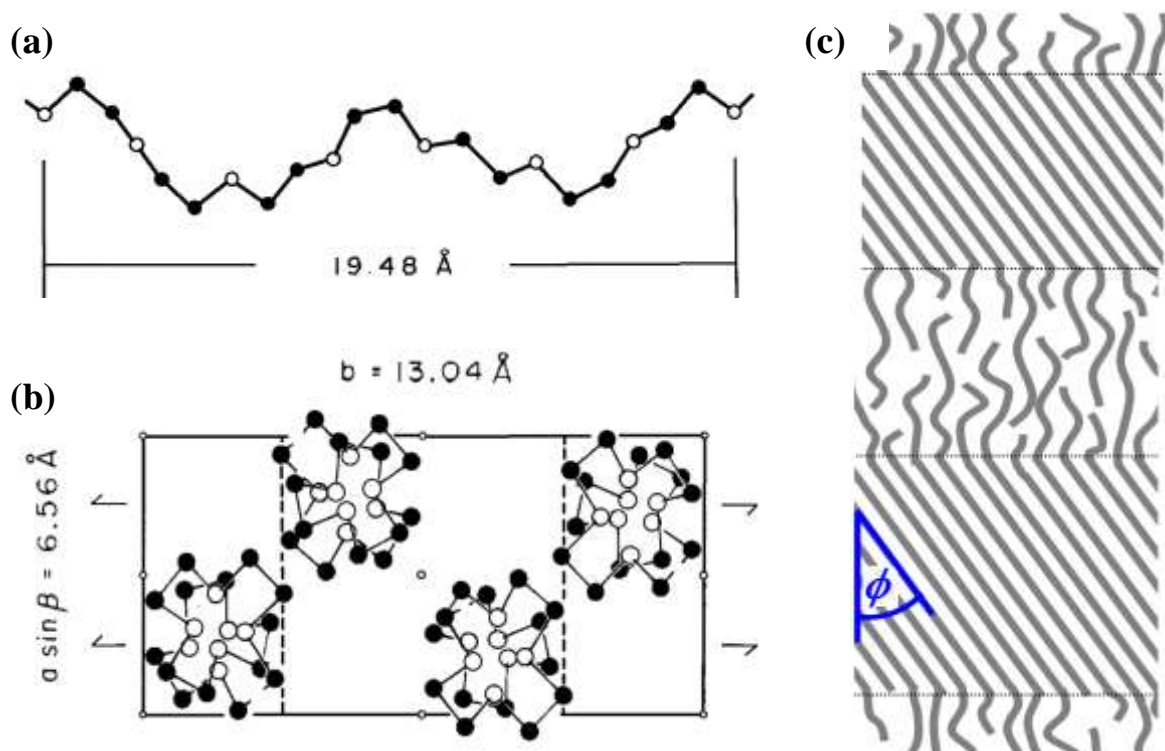 (a)
(c)
19.48 Å
b = 13.04 Å
(b)
a sin β = 6.56 Å
ϕ